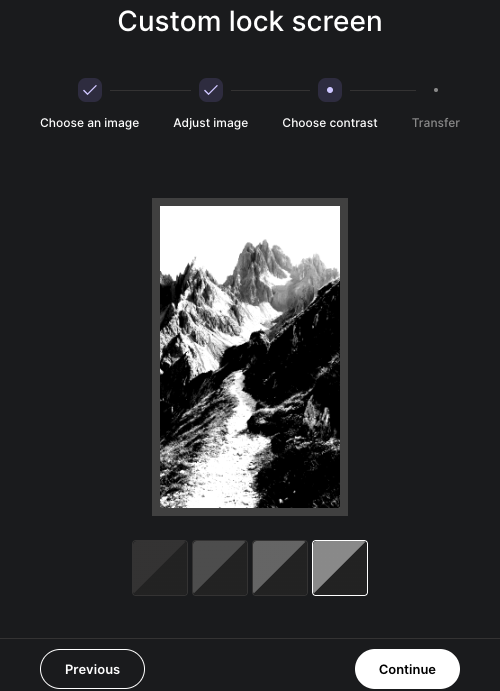 Custom lock screen
Choose an image
Adjust image
Choose contrast
Transfer
Previous
Continue